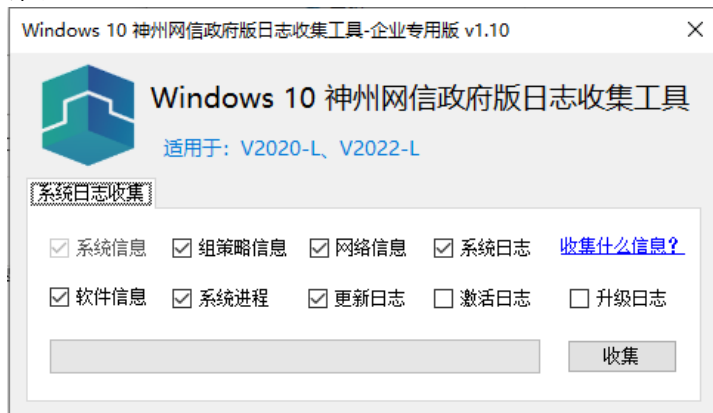 Windows 10 神州网信政府版日志收集工具-企业专用版 v1.10
Windows 10 神州网信政府版日志收集工具
适用于：V2020-L、V2022-L
系统日志收集
系统信息 组策略信息 网络信息 系统日志 收集什么信息？
软件信息 系统进程 更新日志 激活日志 升级日志
收集